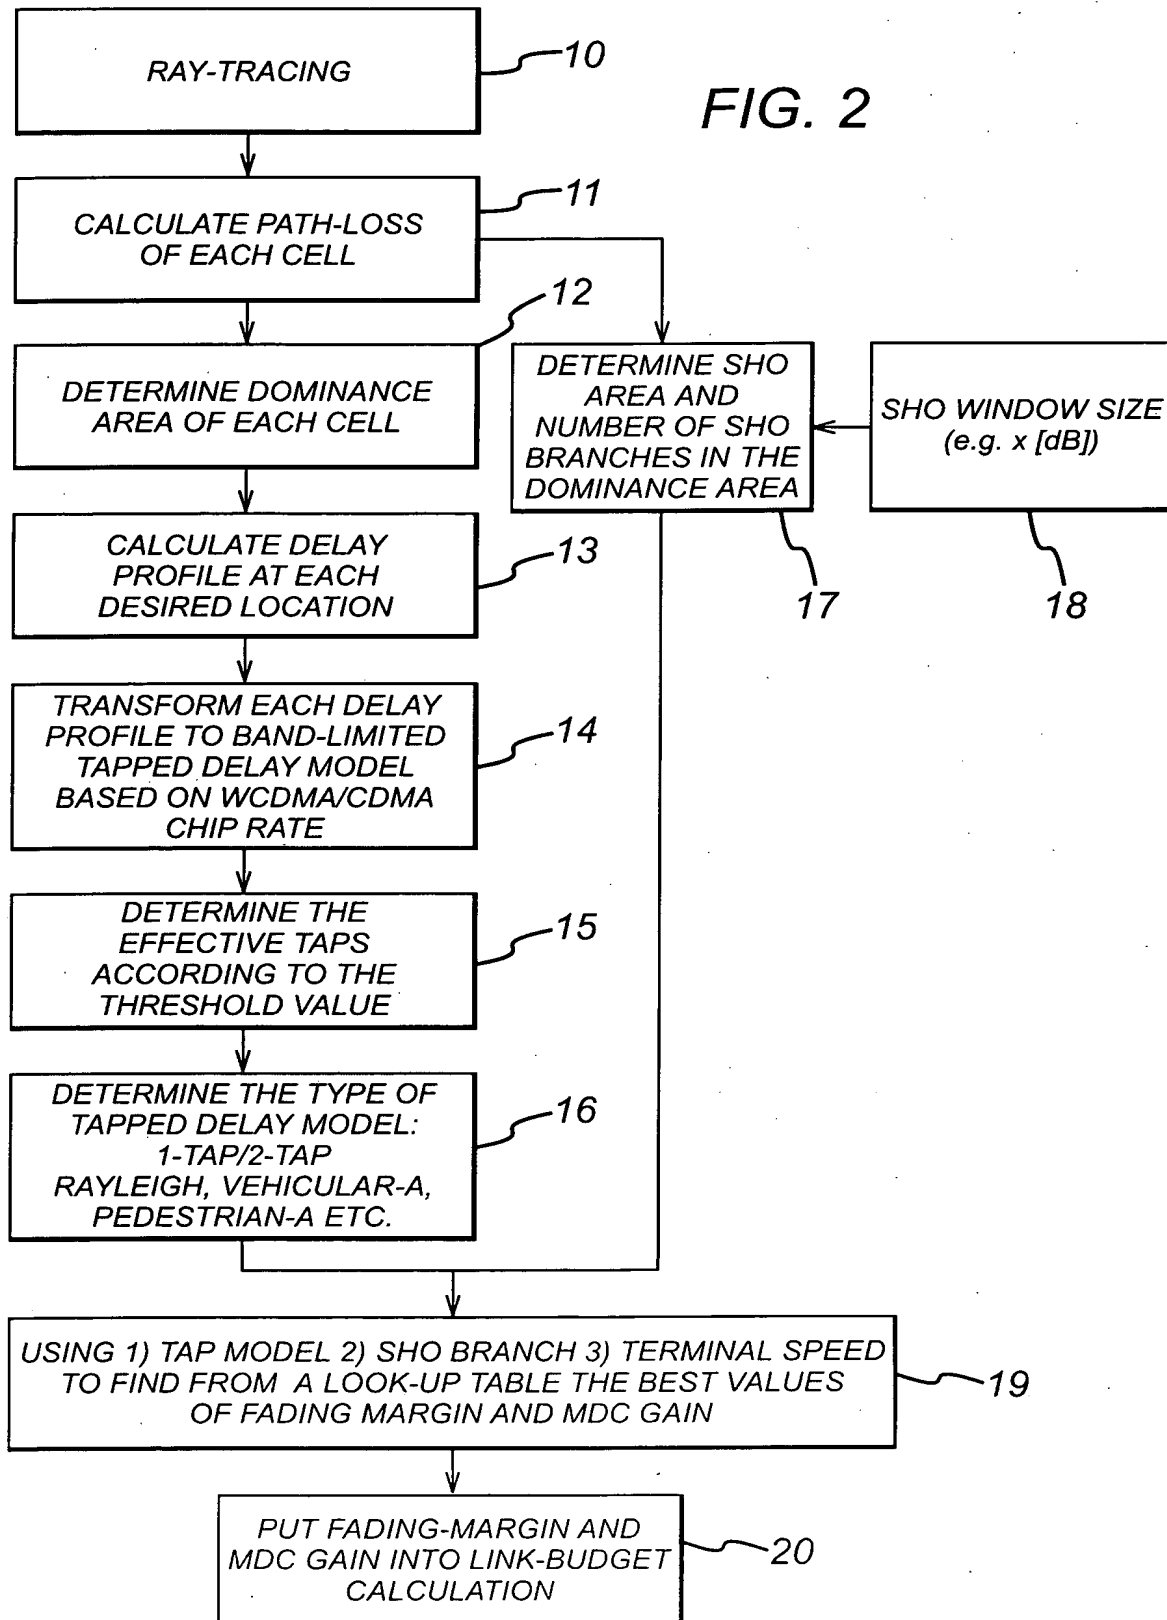 RAY-TRACING
10
FIG. 2
CALCULATE PATH-LOSS
OF EACH CELL
11
DETERMINE DOMINANCE
AREA OF EACH CELL
12
DETERMINE SHO
AREA AND
NUMBER OF SHO
BRANCHES IN THE
DOMINANCE AREA
17
SHO WINDOW SIZE
(e.g. x [dB])
18
CALCULATE DELAY
PROFILE AT EACH
DESIRED LOCATION
13
TRANSFORM EACH DELAY
PROFILE TO BAND-LIMITED
TAPPED DELAY MODEL
BASED ON WCDMA/CDMA
CHIP RATE
14
DETERMINE THE
EFFECTIVE TAPS
ACCORDING TO THE
THRESHOLD VALUE
15
DETERMINE THE TYPE OF
TAPPED DELAY MODEL:
1-TAP/2-TAP
RAYLEIGH, VEHICULAR-A,
PEDESTRIAN-A ETC.
16
USING 1) TAP MODEL 2) SHO BRANCH 3) TERMINAL SPEED
TO FIND FROM A LOOK-UP TABLE THE BEST VALUES
OF FADING MARGIN AND MDC GAIN
19
PUT FADING-MARGIN AND
MDC GAIN INTO LINK-BUDGET
CALCULATION
20